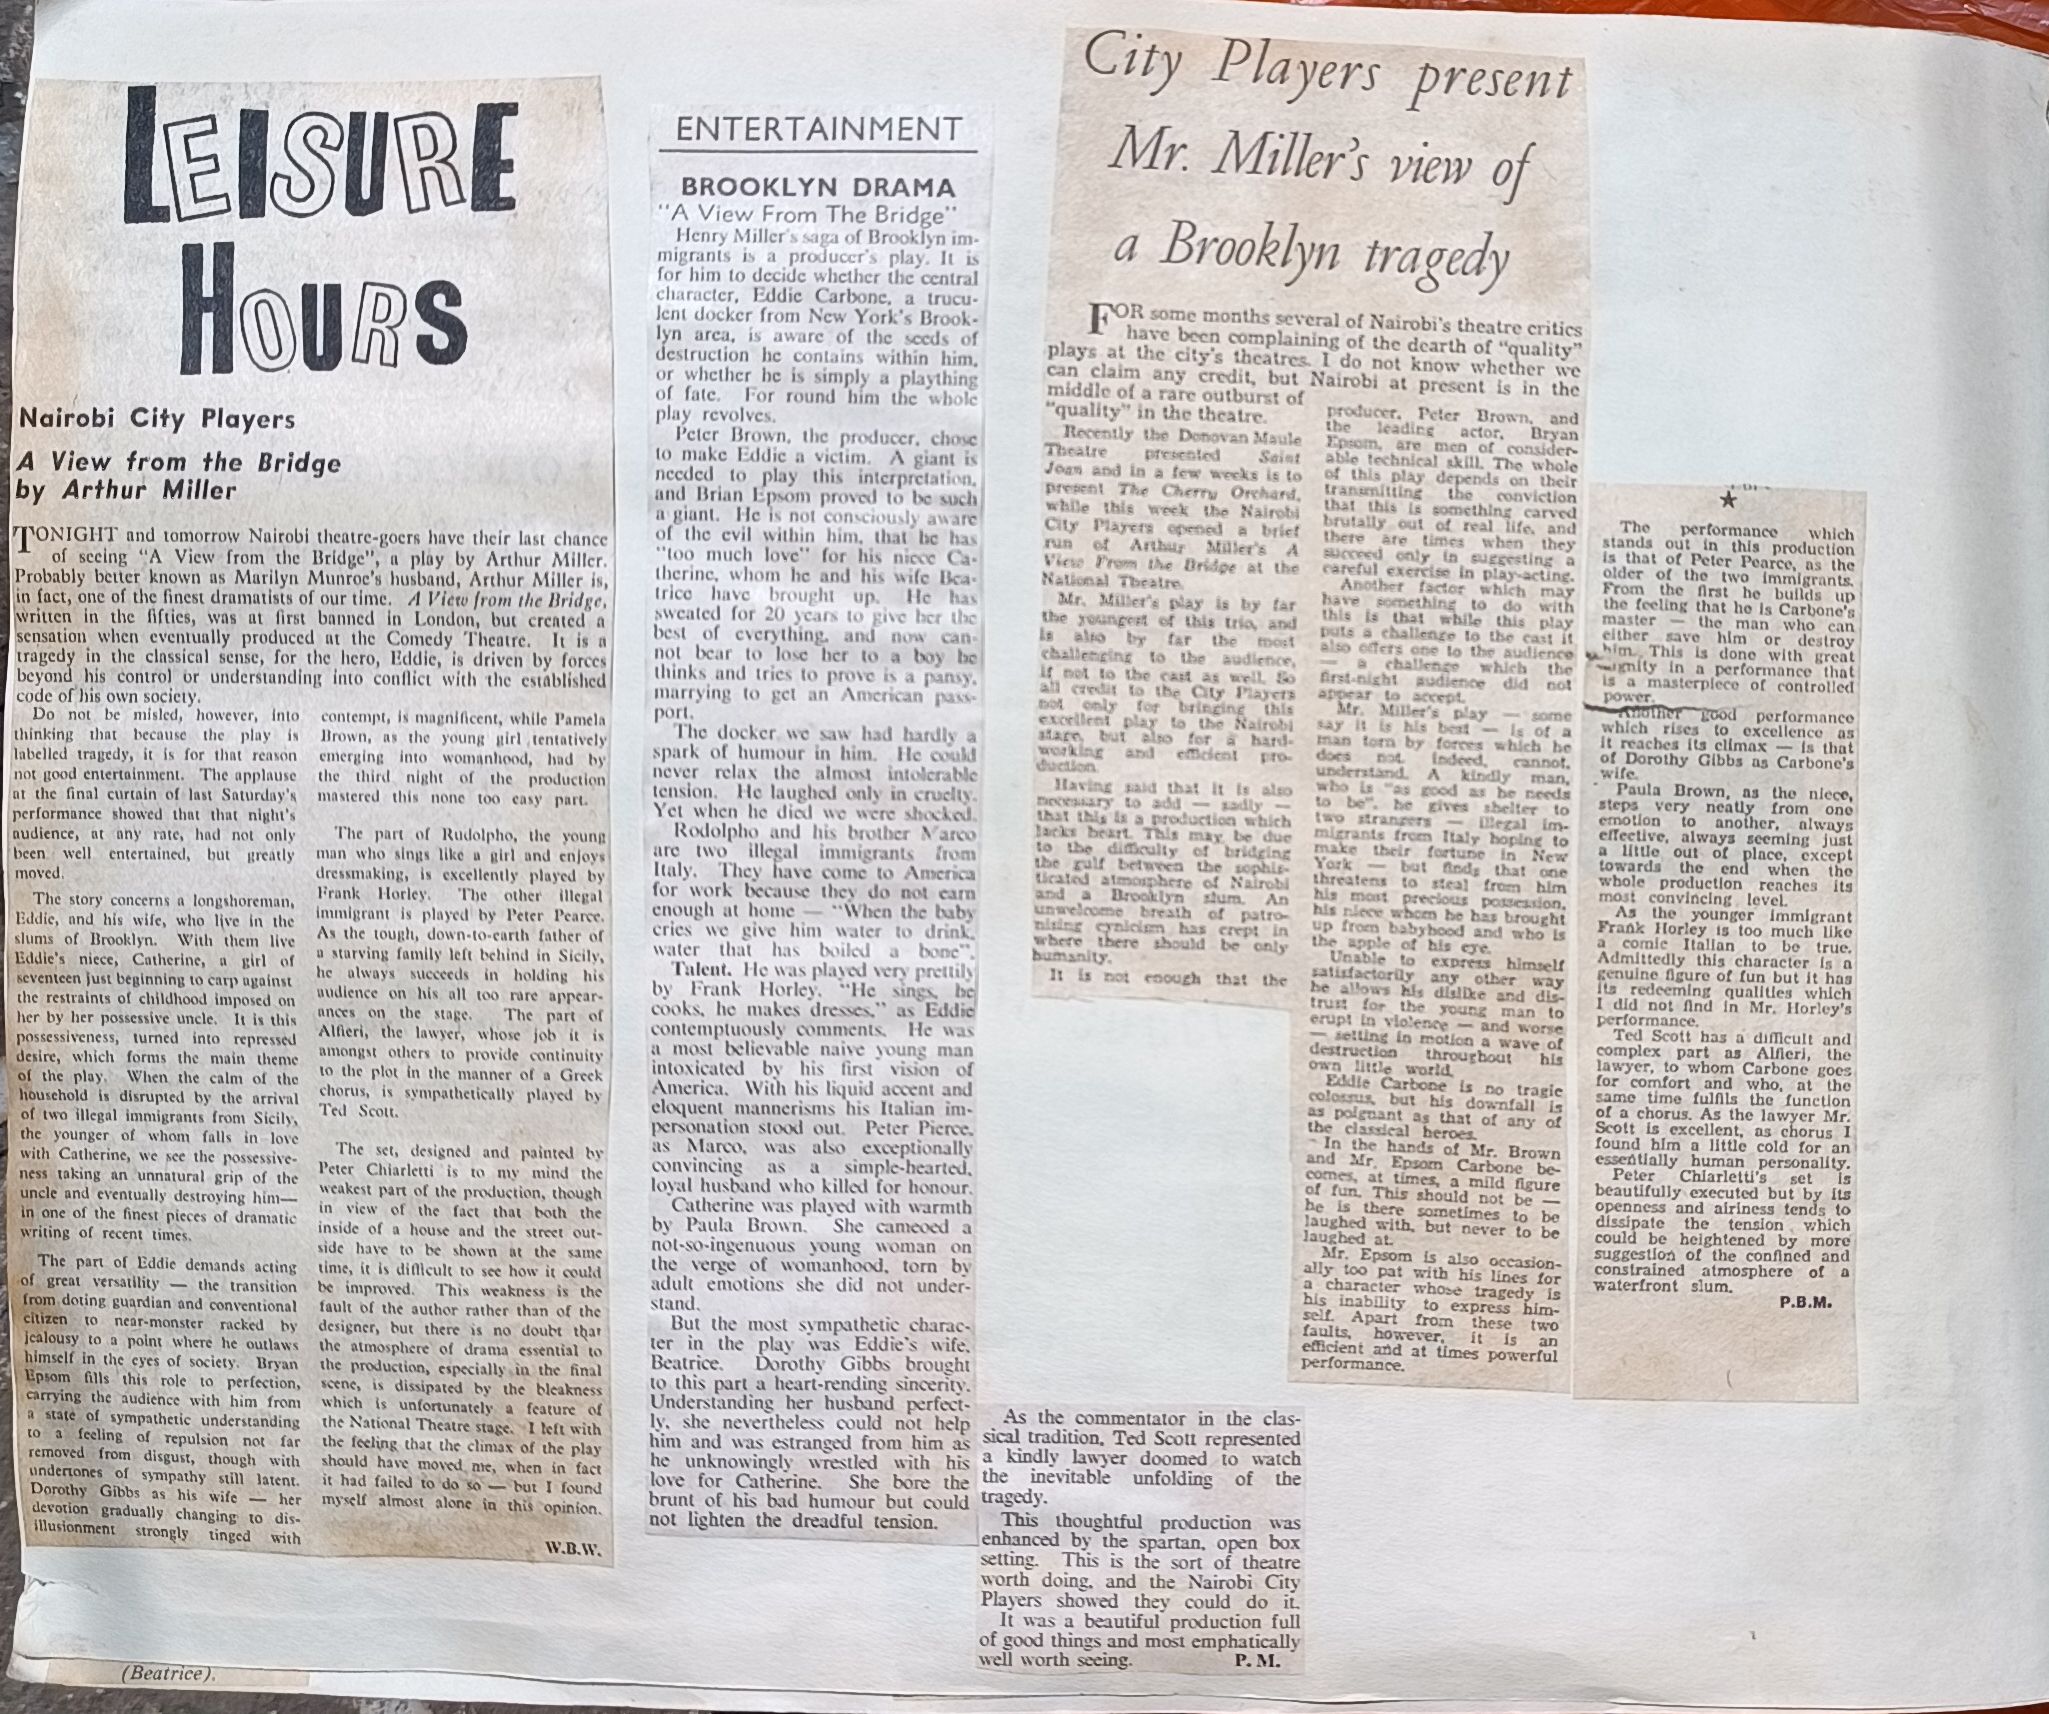 LEISURE
HOURS
Nairobi City Players
A View from the Bridge
by Arthur Miller
TONIGHT and tomorrow Nairobi theatre-goers have their last chance
of seeing "A View from the Bridge", a play by Arthur Miller.
Probably better known as Marilyn Munroe's husband, Arthur Miller is,
in fact, one of the finest dramatists of our time. A View from the Bridge,
written in the fifties, was at first banned in London, but created a
sensation when eventually produced at the Comedy Theatre. It is a
tragedy in the classical sense, for the hero, Eddie, is driven by forces
beyond his control or understanding into conflict with the established
code of his own society.
Do not be misled, however, into
thinking that because the play is
labelled tragedy, it is for that reason
not good entertainment. The applause
at the final curtain of last Saturday's
performance showed that that night's
audience, at any rate, had not only
been well entertained, but greatly
moved.
The story concerns a longshoreman,
Eddie, and his wife, who live in the
slums of Brooklyn. With them live
Eddie's niece, Catherine, a girl of
seventeen just beginning to carp against
the restraints of childhood imposed on
her by her possessive uncle. It is this
possessiveness, turned into repressed
desire, which forms the main theme
of the play. When the calm of the
household is disrupted by the arrival
of two illegal immigrants from Sicily,
the younger of whom falls in love
with Catherine, we see the possessive-
ness taking an unnatural grip of the
uncle and eventually destroying him—
in one of the finest pieces of dramatic
writing of recent times.
The part of Eddie demands acting
of great versatility — the transition
from doting guardian and conventional
citizen to near-monster racked by
jealousy to a point where he outlaws
himself in the eyes of society. Bryan
Epsom fills this role to perfection,
carrying the audience with him from
a state of sympathetic understanding
to a feeling of repulsion not far
removed from disgust, though with
undertones of sympathy still latent.
Dorothy Gibbs as his wife — her
devotion gradually changing to dis-
illusionment strongly tinged with
contempt, is magnificent, while Pamela
Brown, as the young girl tentatively
emerging into womanhood, had by
the third night of the production
mastered this none too easy part.
The part of Rudolpho, the young
man who sings like a girl and enjoys
dressmaking, is excellently played by
Frank Horley. The other illegal
immigrant is played by Peter Pearce.
As the tough, down-to-earth father of
a starving family left behind in Sicily,
he always succeeds in holding his
audience on his all too rare appear-
ances on the stage. The part of
Alfieri, the lawyer, whose job it is
amongst others to provide continuity
to the plot in the manner of a Greek
chorus, is sympathetically played by
Ted Scott.
The set, designed and painted by
Peter Chiarletti is to my mind the
weakest part of the production, though
in view of the fact that both the
inside of a house and the street out-
side have to be shown at the same
time, it is difficult to see how it could
be improved. This weakness is the
fault of the author rather than of the
designer, but there is no doubt that
the atmosphere of drama essential to
the production, especially in the final
scene, is dissipated by the bleakness
which is unfortunately a feature of
the National Theatre stage. I left with
the feeling that the climax of the play
should have moved me, when in fact
it had failed to do so — but I found
myself almost alone in this opinion.
W.B.W.
(Beatrice).
ENTERTAINMENT
BROOKLYN DRAMA
"A View From The Bridge"
Henry Miller's saga of Brooklyn im-
migrants is a producer's play. It is
for him to decide whether the central
character, Eddie Carbone, a trucu-
lent docker from New York's Brook-
lyn area, is aware of the seeds of
destruction he contains within him,
or whether he is simply a plaything
of fate. For round him the whole
play revolves.
Peter Brown, the producer, chose
to make Eddie a victim. A giant is
needed to play this interpretation,
and Brian Epsom proved to be such
a giant. He is not consciously aware
of the evil within him, that he has
"too much love" for his niece Ca-
therine, whom he and his wife Bea-
trice have brought up. He has
sweated for 20 years to give her the
best of everything, and now can-
not bear to lose her to a boy he
thinks and tries to prove is a pansy,
marrying to get an American pass-
port.
The docker we saw had hardly a
spark of humour in him. He could
never relax the almost intolerable
tension. He laughed only in cruelty.
Yet when he died we were shocked.
Rodolpho and his brother Marco
are two illegal immigrants from
Italy. They have come to America
for work because they do not earn
enough at home — "When the baby
cries we give him water to drink,
water that has boiled a bone".
Talent. He was played very prettily
by Frank Horley. "He sings, he
cooks, he makes dresses," as Eddie
contemptuously comments. He was
a most believable naive young man
intoxicated by his first vision of
America. With his liquid accent and
eloquent mannerisms his Italian im-
personation stood out. Peter Pierce,
as Marco, was also exceptionally
convincing as a simple-hearted,
loyal husband who killed for honour.
Catherine was played with warmth
by Paula Brown. She cameoed a
not-so-ingenuous young woman on
the verge of womanhood, torn by
adult emotions she did not under-
stand.
But the most sympathetic charac-
ter in the play was Eddie's wife,
Beatrice. Dorothy Gibbs brought
to this part a heart-rending sincerity.
Understanding her husband perfect-
ly, she nevertheless could not help
him and was estranged from him as
he unknowingly wrestled with his
love for Catherine. She bore the
brunt of his bad humour but could
not lighten the dreadful tension.
As the commentator in the clas-
sical tradition, Ted Scott represented
a kindly lawyer doomed to watch
the inevitable unfolding of the
tragedy.
This thoughtful production was
enhanced by the spartan, open box
setting. This is the sort of theatre
worth doing, and the Nairobi City
Players showed they could do it.
It was a beautiful production full
of good things and most emphatically
well worth seeing. P. M.
City Players present
Mr. Miller's view of
a Brooklyn tragedy
FOR some months several of Nairobi's theatre critics
have been complaining of the dearth of "quality"
plays at the city's theatres. I do not know whether we
can claim any credit, but Nairobi at present is in the
middle of a rare outburst of
"quality" in the theatre.
Recently the Donovan Maule
Theatre presented Saint
Joan and in a few weeks is to
present The Cherry Orchard,
while this week the Nairobi
City Players opened a brief
run of Arthur Miller's A
View From the Bridge at the
National Theatre.
Mr. Miller's play is by far
the youngest of this trio, and
is also by far the most
challenging to the audience,
if not to the cast as well. So
all credit to the City Players
not only for bringing this
excellent play to the Nairobi
stage, but also for a hard-
working and efficient pro-
duction.
Having said that it is also
necessary to add — sadly —
that this is a production which
lacks heart. This may be due
to the difficulty of bridging
the gulf between the sophis-
ticated atmosphere of Nairobi
and a Brooklyn slum. An
unwelcome breath of patro-
nising cynicism has crept in
where there should be only
humanity.
It is not enough that the
producer, Peter Brown, and
the leading actor, Bryan
Epsom, are men of consider-
able technical skill. The whole
of this play depends on their
transmitting the conviction
that this is something carved
brutally out of real life, and
there are times when they
succeed only in suggesting a
careful exercise in play-acting.
Another factor which may
have something to do with
this is that while this play
puts a challenge to the cast it
also offers one to the audience
— a challenge which the
first-night audience did not
appear to accept.
Mr. Miller's play — some
say it is his best — is of a
man torn by forces which he
does not, indeed, cannot,
understand. A kindly man,
who is "as good as he needs
to be", he gives shelter to
two strangers — illegal im-
migrants from Italy hoping to
make their fortune in New
York — but finds that one
threatens to steal from him
his most precious possession,
his niece whom he has brought
up from babyhood and who is
the apple of his eye.
Unable to express himself
satisfactorily any other way
he allows his dislike and dis-
trust for the young man to
erupt in violence — and worse
— setting in motion a wave of
destruction throughout his
own little world.
Eddie Carbone is no tragic
colossus, but his downfall is
as poignant as that of any of
the classical heroes.
In the hands of Mr. Brown
and Mr. Epsom Carbone be-
comes, at times, a mild figure
of fun. This should not be —
he is there sometimes to be
laughed with, but never to be
laughed at.
Mr. Epsom is also occasion-
ally too pat with his lines for
a character whose tragedy is
his inability to express him-
self. Apart from these two
faults, however, it is an
efficient and at times powerful
performance.
★
The performance which
stands out in this production
is that of Peter Pearce, as the
older of the two immigrants.
From the first he builds up
the feeling that he is Carbone's
master — the man who can
either save him or destroy
him. This is done with great
dignity in a performance that
is a masterpiece of controlled
power.
Another good performance
which rises to excellence as
it reaches its climax — is that
of Dorothy Gibbs as Carbone's
wife.
Paula Brown, as the niece,
steps very neatly from one
emotion to another, always
effective, always seeming just
a little out of place, except
towards the end when the
whole production reaches its
most convincing level.
As the younger immigrant
Frank Horley is too much like
a comic Italian to be true.
Admittedly this character is a
genuine figure of fun but it has
its redeeming qualities which
I did not find in Mr. Horley's
performance.
Ted Scott has a difficult and
complex part as Alfieri, the
lawyer, to whom Carbone goes
for comfort and who, at the
same time fulfils the function
of a chorus. As the lawyer Mr.
Scott is excellent, as chorus I
found him a little cold for an
essentially human personality.
Peter Chiarletti's set is
beautifully executed but by its
openness and airiness tends to
dissipate the tension which
could be heightened by more
suggestion of the confined and
constrained atmosphere of a
waterfront slum.
P.B.M.